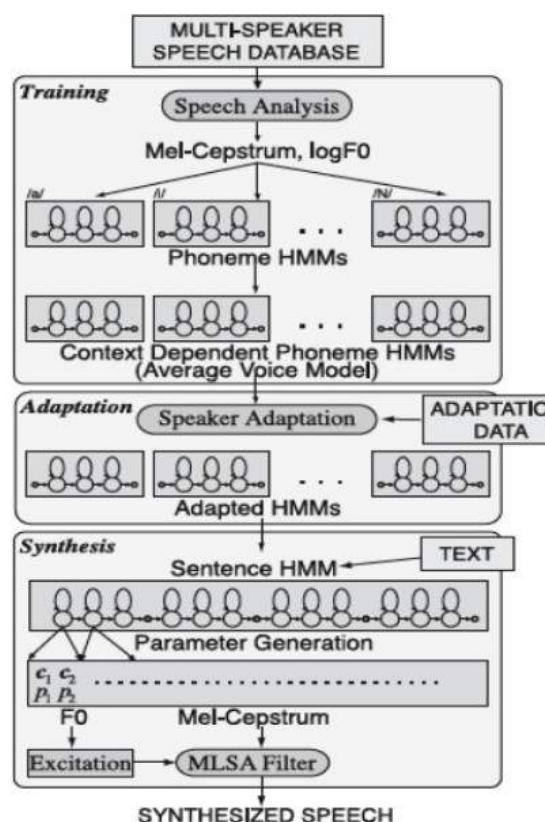 MULTI-SPEAKER
SPEECH DATABASE
Training
Speech Analysis
Mel-Cepstrum, logF0
/a/ /i/ /N/
Phoneme HMMs
Context Dependent Phoneme HMMs
(Average Voice Model)
Adaptation
Speaker Adaptation
ADAPTATIO
DATA
Adapted HMMs
Synthesis
TEXT
Sentence HMM
Parameter Generation
c1 c2
p1 p2
F0 Mel-Cepstrum
Excitation MLSA Filter
SYNTHESIZED SPEECH